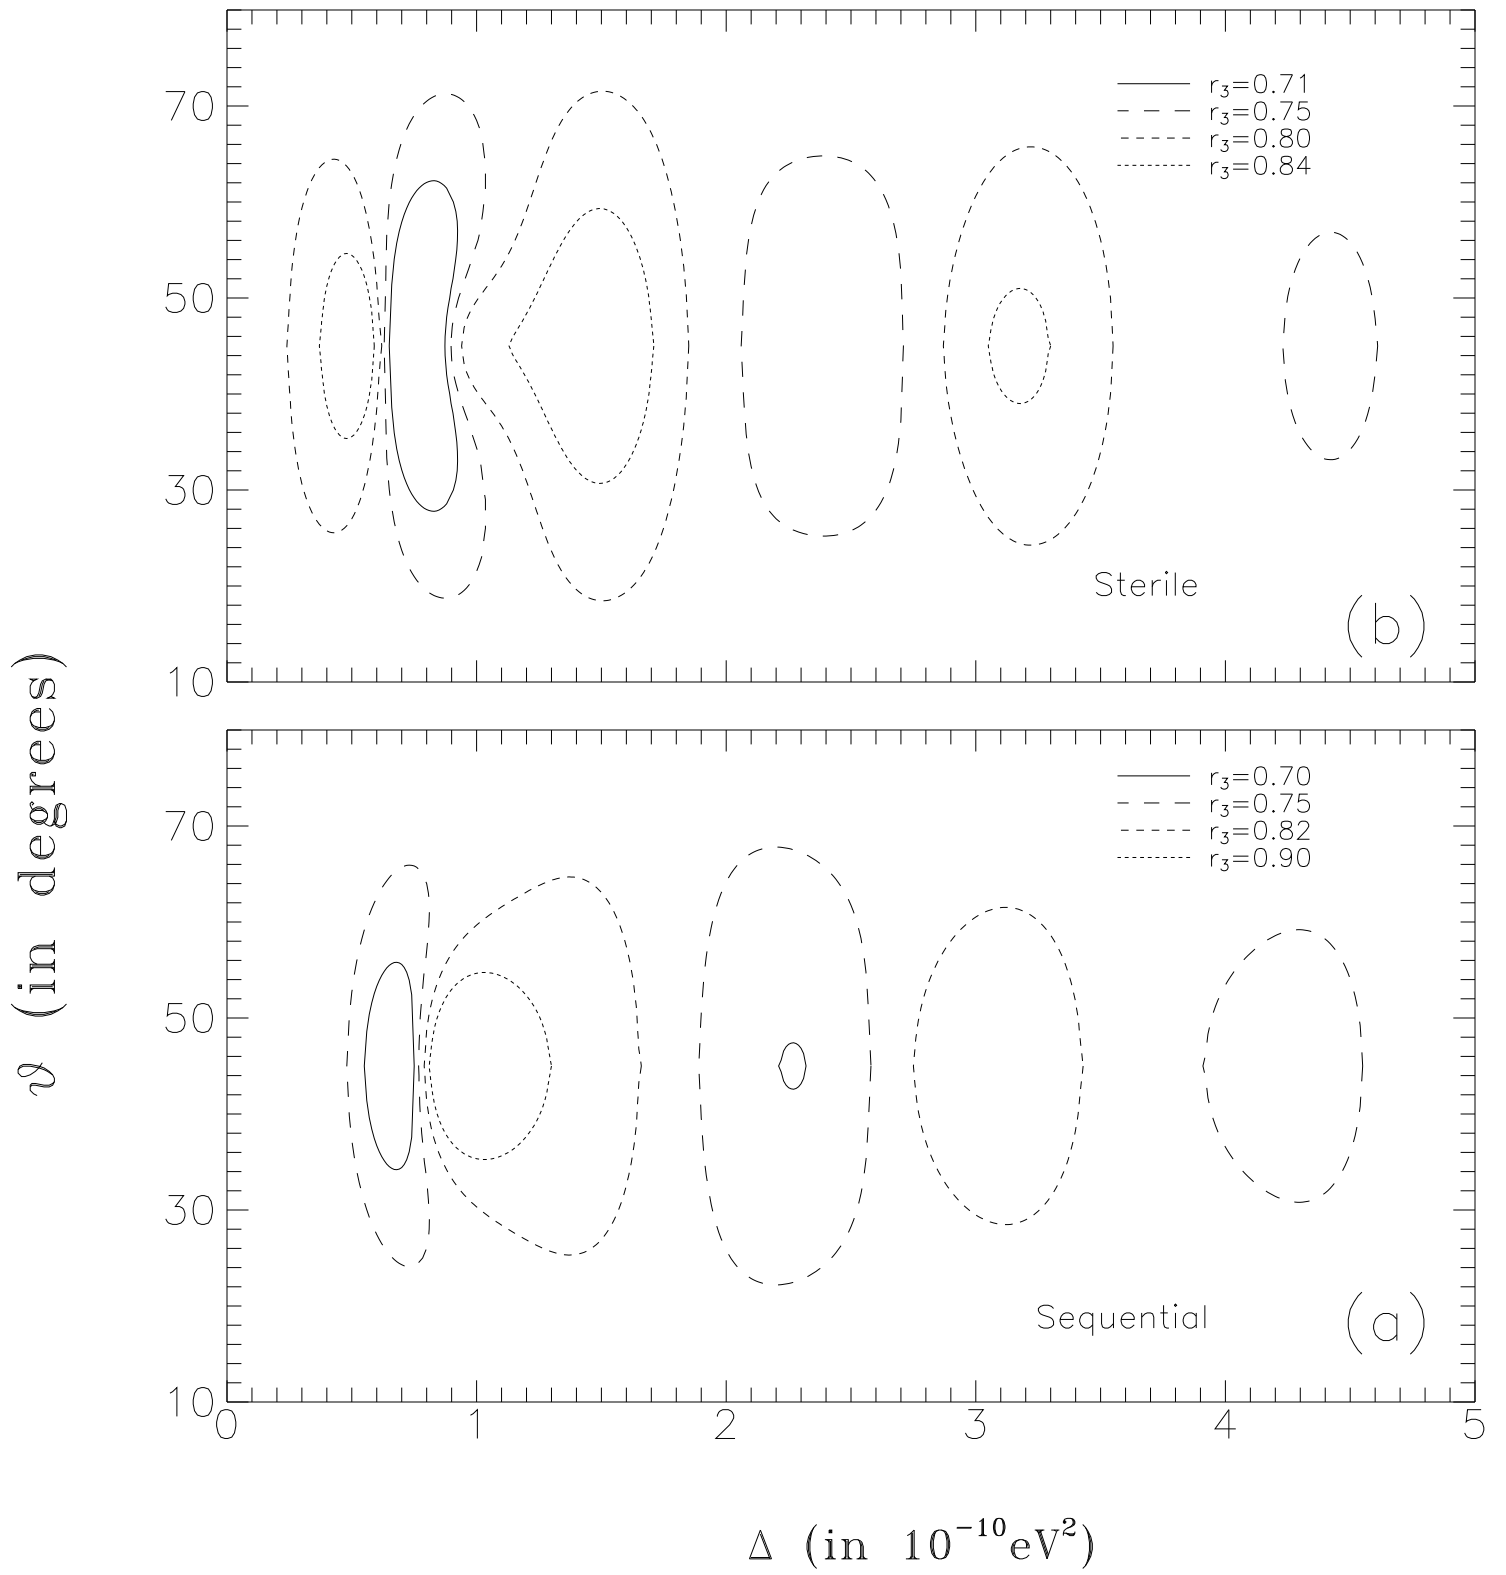 70
50
30
10
r₃=0.71
r₃=0.75
r₃=0.80
r₃=0.84
Sterile
(b)
ϑ (in degrees)
70
50
30
10
r₃=0.70
r₃=0.75
r₃=0.82
r₃=0.90
Sequential
(a)
0 1 2 3 4 5
Δ (in 10⁻¹⁰eV²)